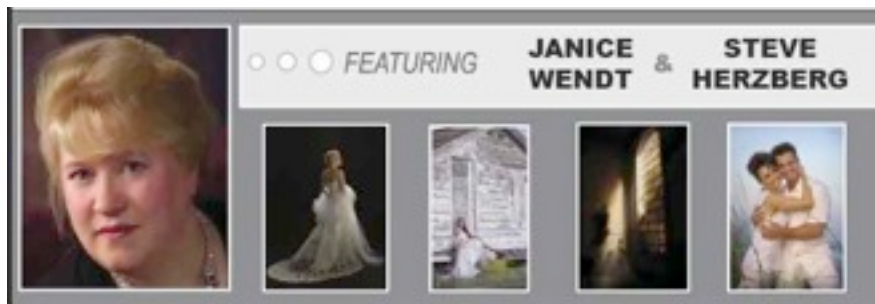 FEATURING
JANICE
WENDT
&
STEVE
HERZBERG